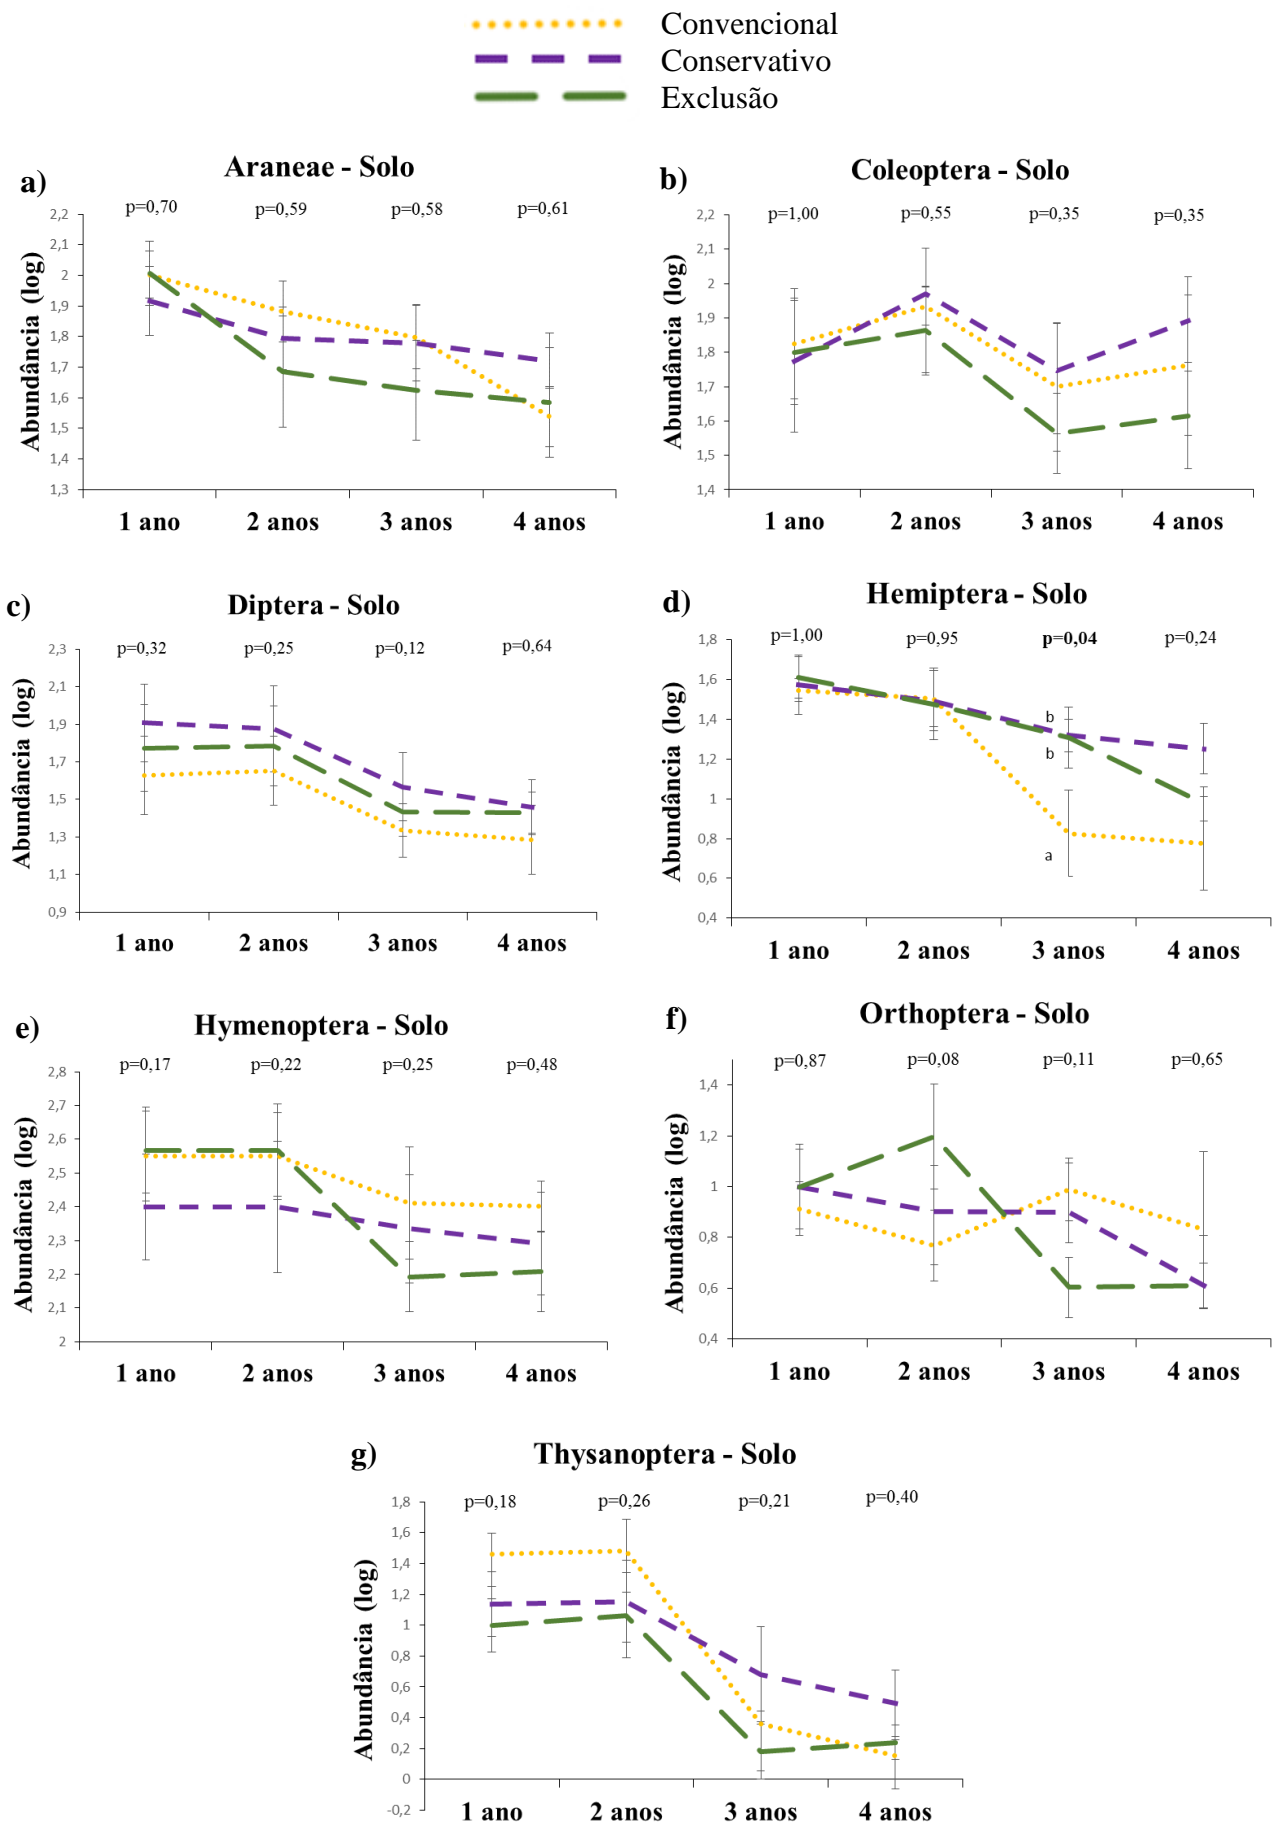 Convencional
Conservativo
Exclusão
a)
Araneae - Solo
p=0,70 p=0,59 p=0,58 p=0,61
Abundância (log)
2,2
2,1
2
1,9
1,8
1,7
1,6
1,5
1,4
1,3
1 ano 2 anos 3 anos 4 anos
b)
Coleoptera - Solo
p=1,00 p=0,55 p=0,35 p=0,35
Abundância (log)
2,2
2,1
2
1,9
1,8
1,7
1,6
1,5
1,4
1 ano 2 anos 3 anos 4 anos
c)
Diptera - Solo
p=0,32 p=0,25 p=0,12 p=0,64
Abundância (log)
2,3
2,1
1,9
1,7
1,5
1,3
1,1
0,9
1 ano 2 anos 3 anos 4 anos
d)
Hemiptera - Solo
p=1,00 p=0,95 p=0,04 p=0,24
Abundância (log)
1,8
1,6
1,4
1,2
1
0,8
0,6
0,4
b
b
a
1 ano 2 anos 3 anos 4 anos
e)
Hymenoptera - Solo
p=0,17 p=0,22 p=0,25 p=0,48
Abundância (log)
2,8
2,7
2,6
2,5
2,4
2,3
2,2
2,1
2
1 ano 2 anos 3 anos 4 anos
f)
Orthoptera - Solo
p=0,87 p=0,08 p=0,11 p=0,65
Abundância (log)
1,4
1,2
1
0,8
0,6
0,4
1 ano 2 anos 3 anos 4 anos
g)
Thysanoptera - Solo
p=0,18 p=0,26 p=0,21 p=0,40
Abundância (log)
1,8
1,6
1,4
1,2
1
0,8
0,6
0,4
0,2
0
-0,2
1 ano 2 anos 3 anos 4 anos